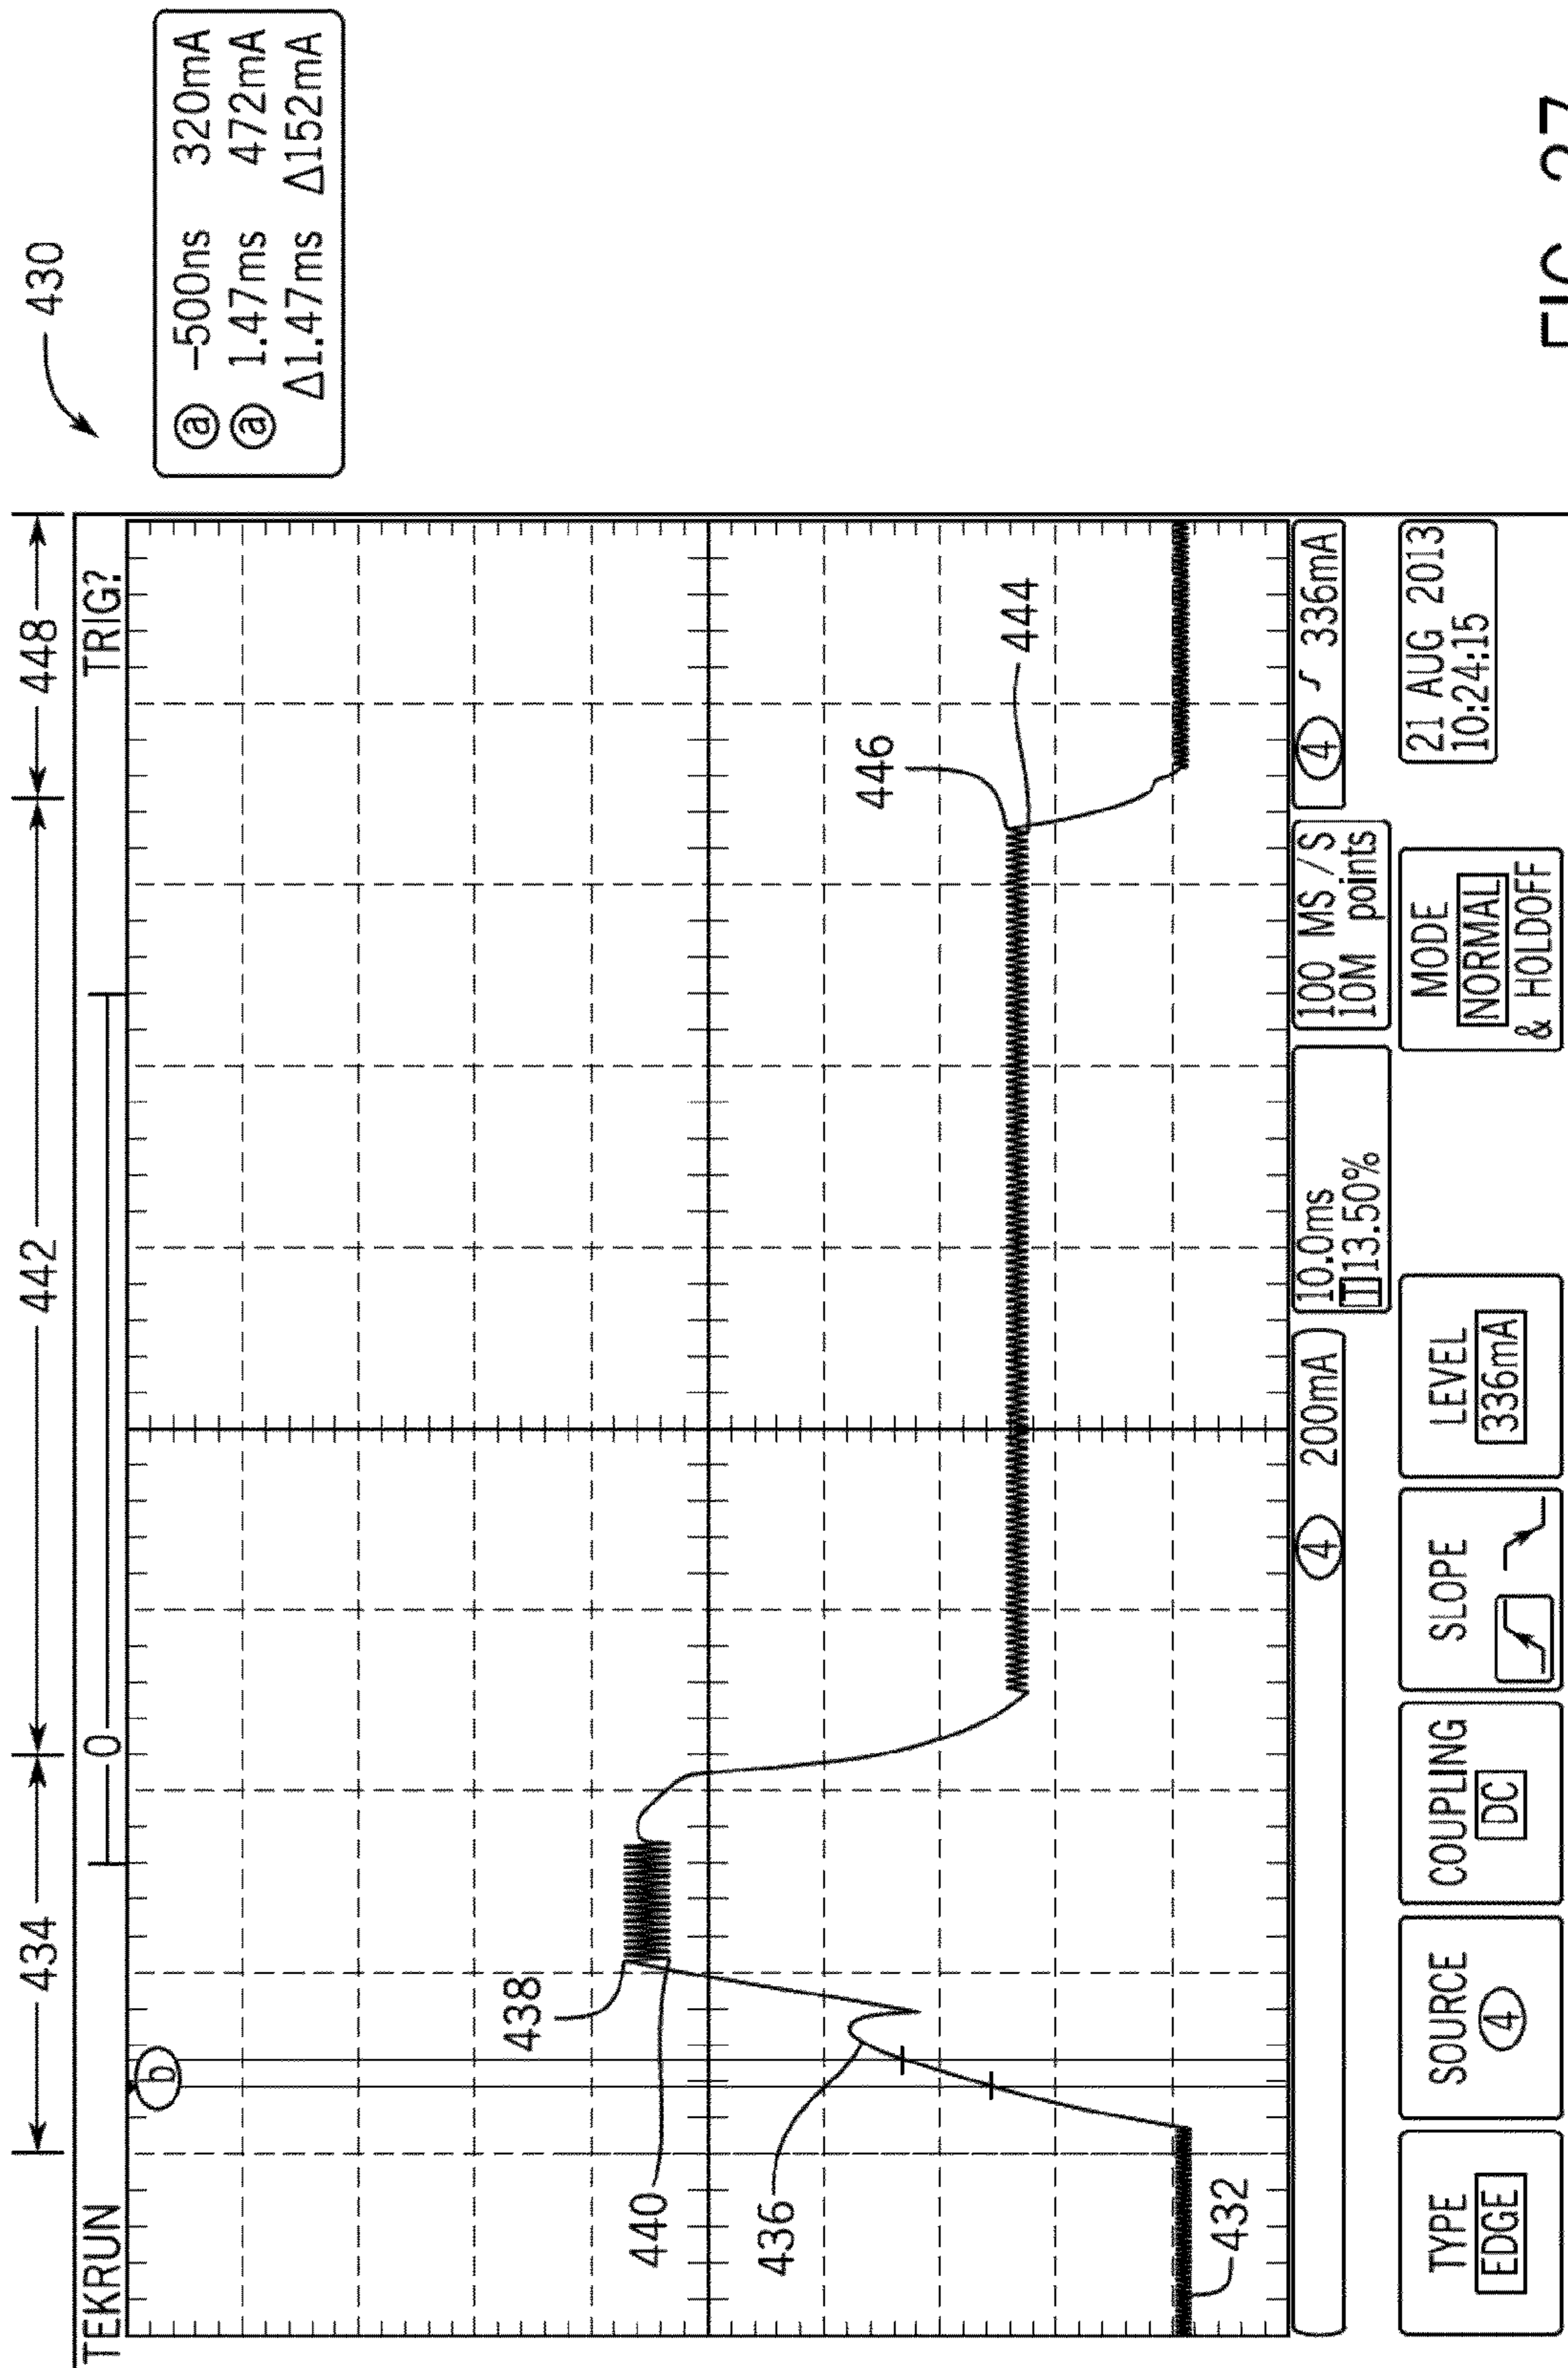 430
434
442
448
TEKRUN
0
TRIG?
b
a -500ns 320mA
a 1.47ms 472mA
Δ1.47ms Δ152mA
438
440
436
432
446
444
4 200mA
10.0ms
T 13.50%
100 MS/S
10M points
4 336mA
TYPE
EDGE
SOURCE
4
COUPLING
DC
SLOPE
LEVEL
336mA
MODE
NORMAL
& HOLDOFF
21 AUG 2013
10:24:15